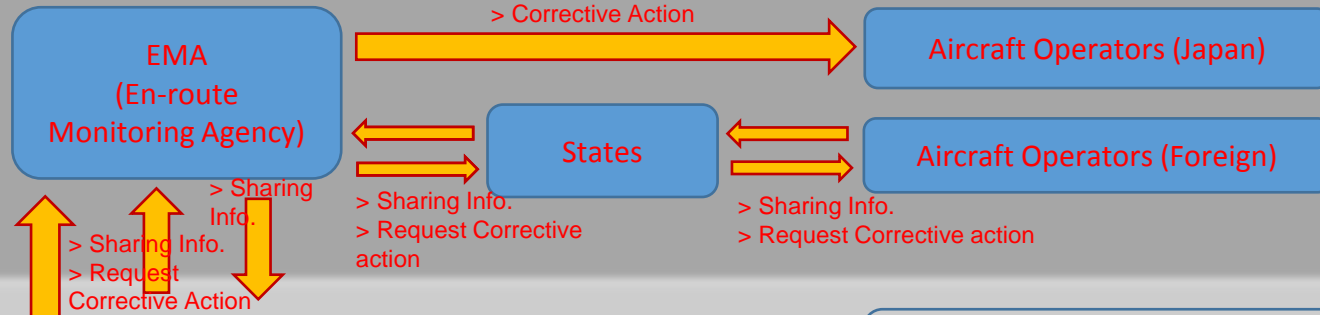 > Corrective Action
EMA
(En-route
Monitoring Agency)
Aircraft Operators (Japan)
States
Aircraft Operators (Foreign)
> Sharing
Info.
> Sharing Info.
> Request Corrective
action
> Sharing Info.
> Request Corrective action
> Sharing Info.
> Request
Corrective Action